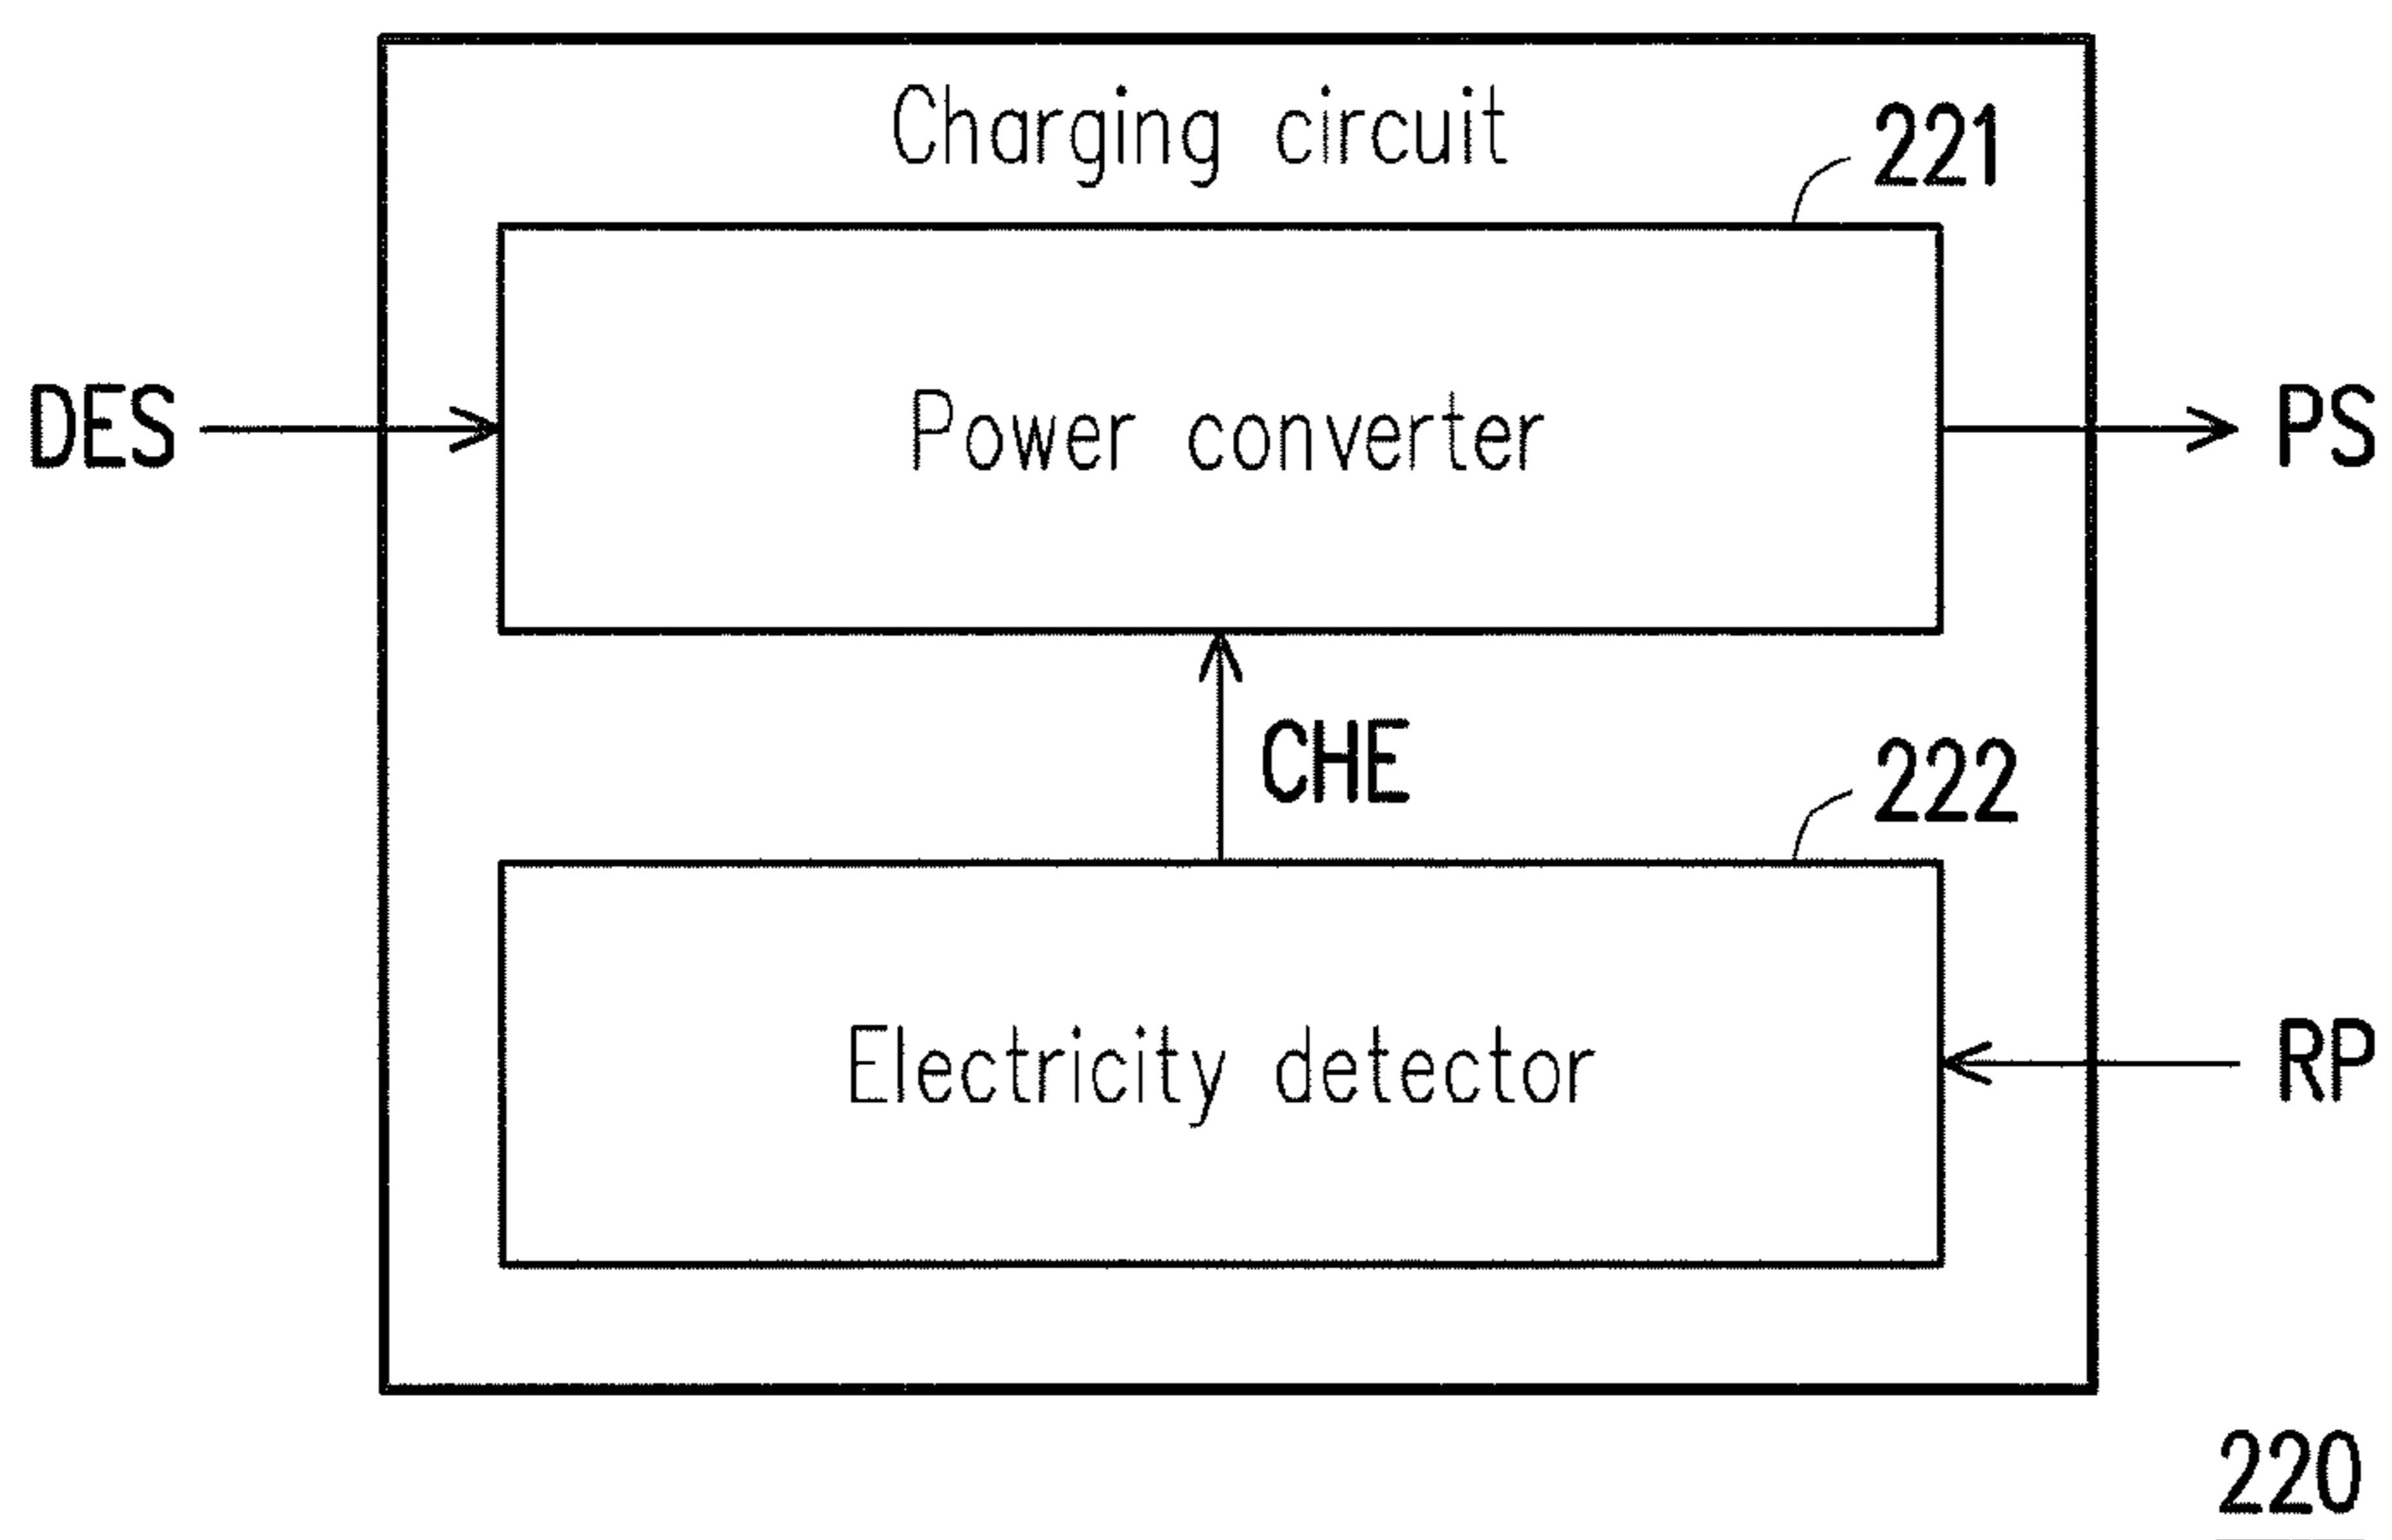 Charging circuit
221
DES
Power converter
PS
CHE
222
Electricity detector
RP
220